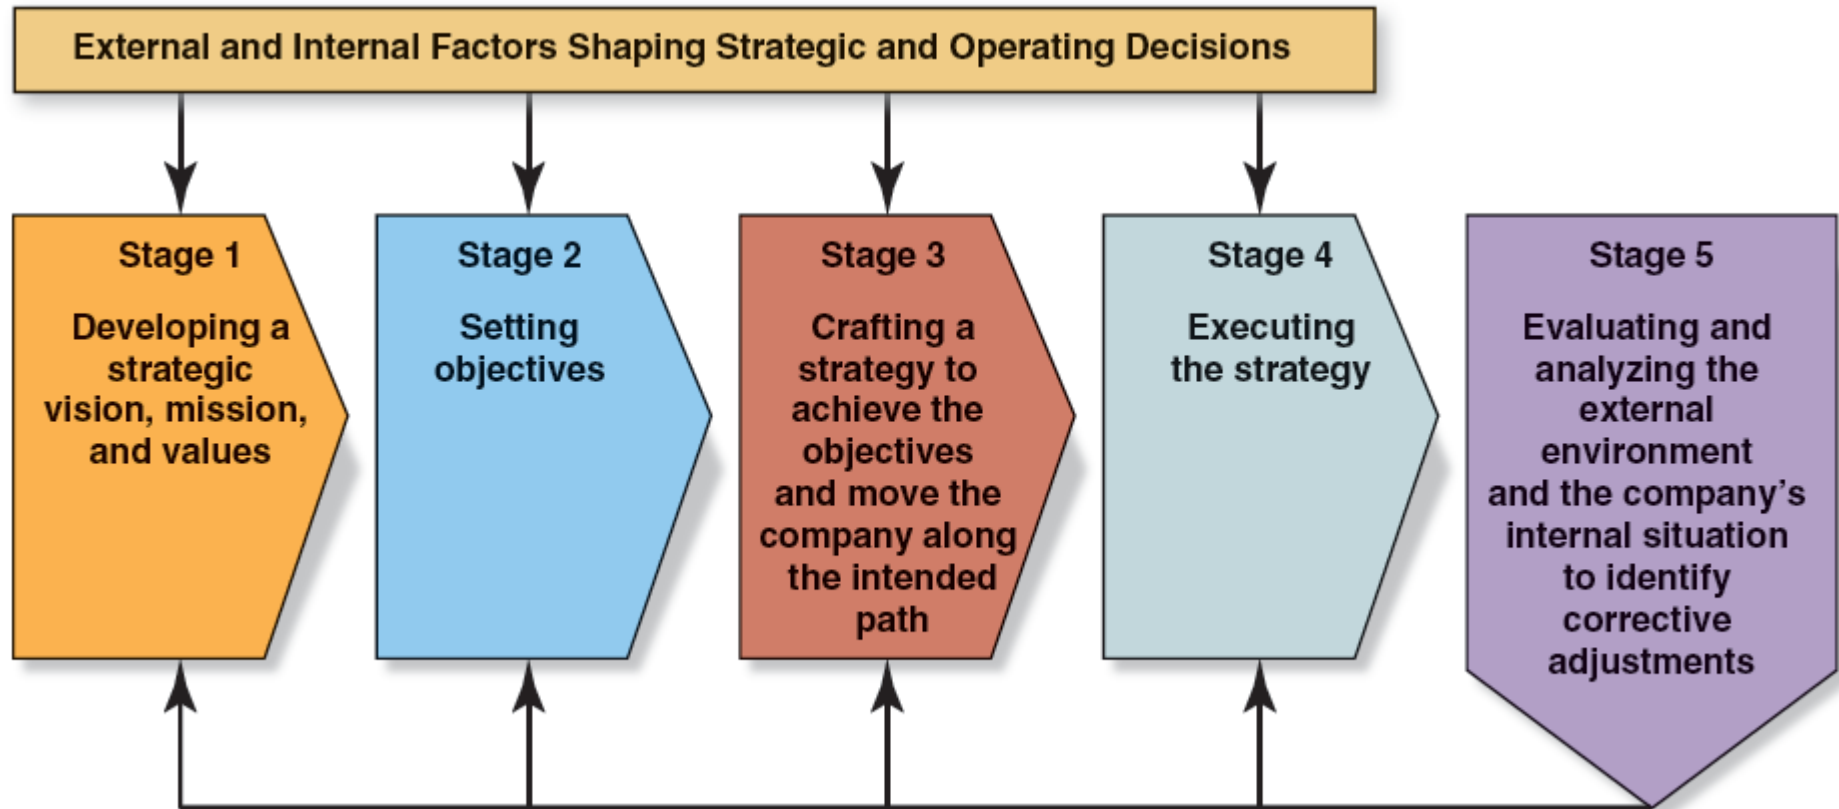 External and Internal Factors Shaping Strategic and Operating Decisions
Stage 1
Developing a
strategic
vision, mission,
and values
Stage 2
Setting
objectives
Stage 3
Crafting a
strategy to
achieve the
objectives
and move the
company along
the intended
path
Stage 4
Executing
the strategy
Stage 5
Evaluating and
analyzing the
external
environment
and the company’s
internal situation
to identify
corrective
adjustments